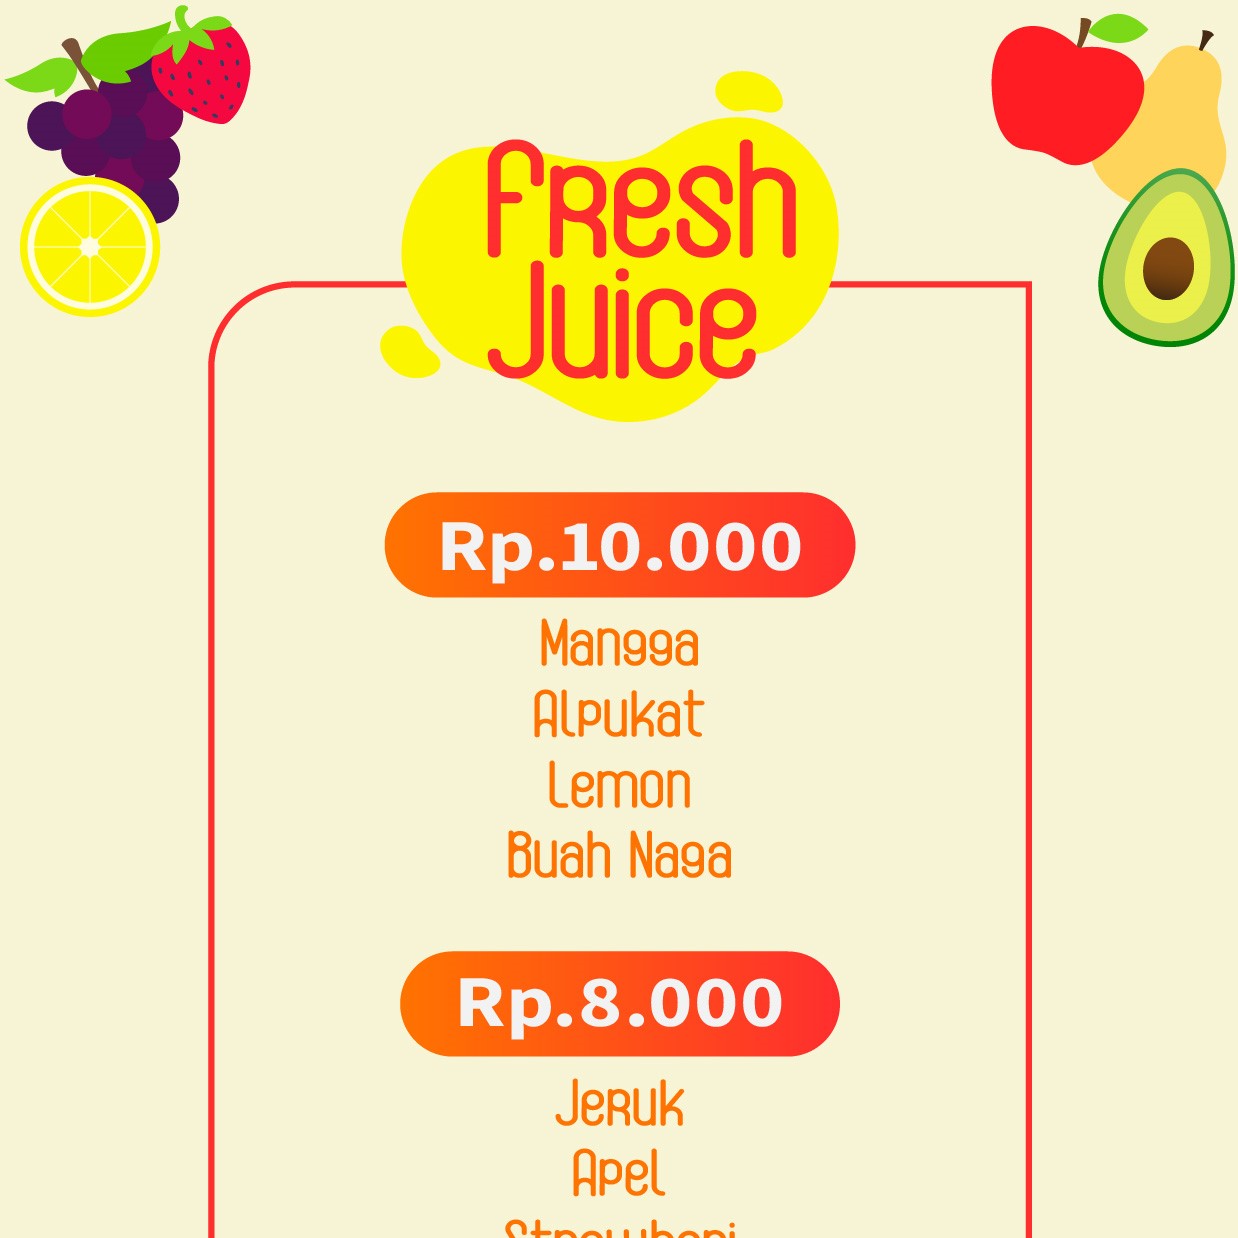 Fresh
Juice
Rp.10.000
Mangga
Alpukat
Lemon
Buah Naga
Rp.8.000
Jeruk
Apel